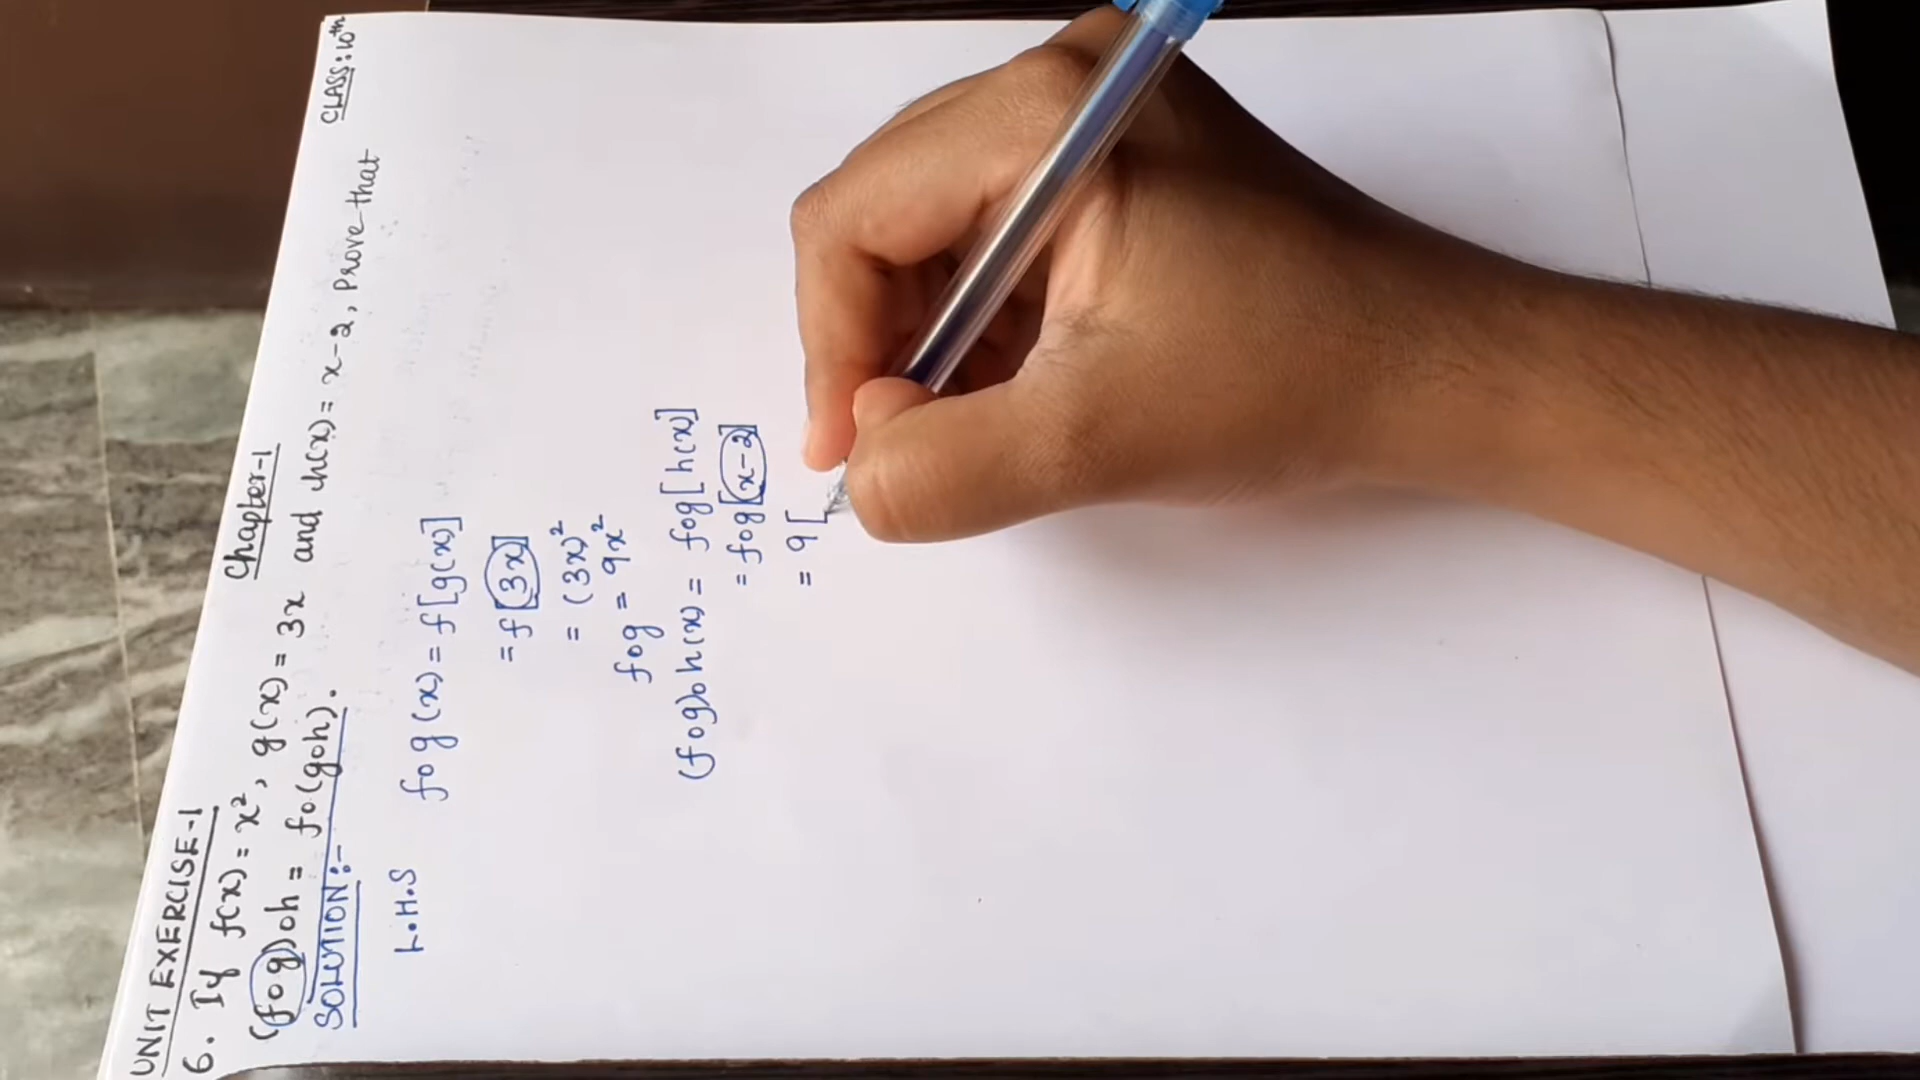 CLASS: 10th
UNIT EXERCISE-1 Chapter-1
6. If f(x) = x², g(x) = 3x and h(x) = x-2, Prove that
(fog)oh = fo(goh).
SOLUTION:-
L.H.S fog(x) = f[g(x)]
= f[3x]
= (3x)²
fog = 9x²
(fog)oh(x) = fog[h(x)]
= fog[x-2]
= 9[